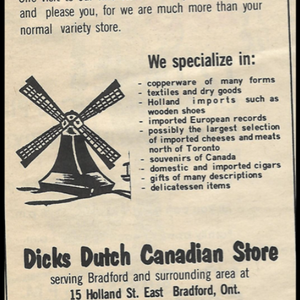 and please you, for we are much more than your
normal variety store.
We specialize in:
- copperware of many forms
- textiles and dry goods
- Holland imports such as
wooden shoes
- imported European records
- possibly the largest selection
of imported cheeses and meats
north of Toronto
- souvenirs of Canada
- domestic and imported cigars
- gifts of many descriptions
- delicatessen items
Dicks Dutch Canadian Store
serving Bradford and surrounding area at
15 Holland St. East Bradford, Ont.